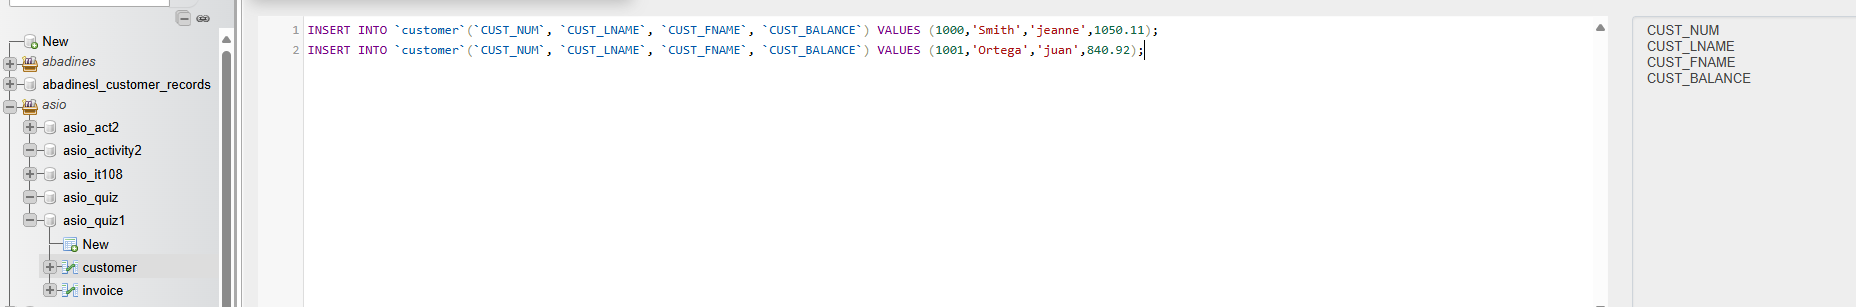 New
abadines
abadinesl_customer_records
asio
asio_act2
asio_activity2
asio_it108
asio_quiz
asio_quiz1
New
customer
invoice
1 INSERT INTO `customer`(`CUST_NUM`, `CUST_LNAME`, `CUST_FNAME`, `CUST_BALANCE`) VALUES (1000,'Smith','jeanne',1050.11);
2 INSERT INTO `customer`(`CUST_NUM`, `CUST_LNAME`, `CUST_FNAME`, `CUST_BALANCE`) VALUES (1001,'Ortega','juan',840.92);
CUST_NUM
CUST_LNAME
CUST_FNAME
CUST_BALANCE